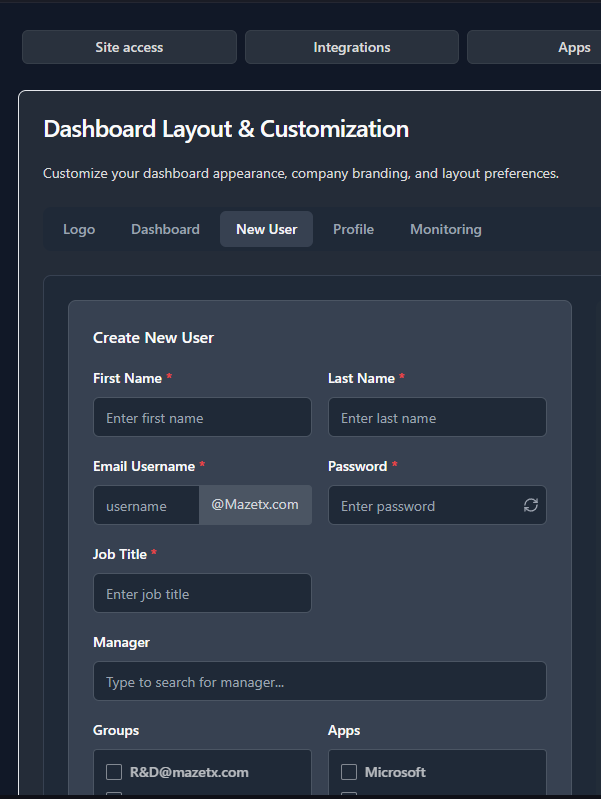 Site access Integrations Apps
Dashboard Layout & Customization
Customize your dashboard appearance, company branding, and layout preferences.
Logo Dashboard New User Profile Monitoring
Create New User
First Name * Last Name *
Enter first name Enter last name
Email Username * Password *
username @Mazetx.com Enter password
Job Title *
Enter job title
Manager
Type to search for manager...
Groups Apps
R&D@mazetx.com Microsoft